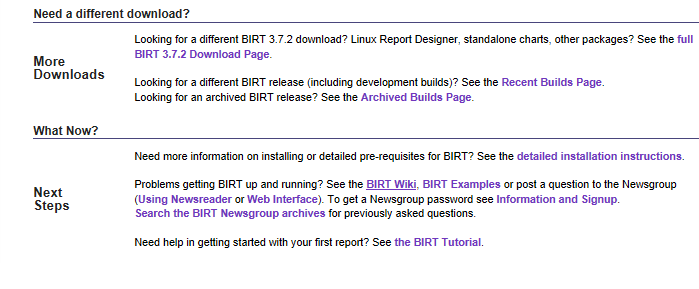 Need a different download?
More
Downloads
Looking for a different BIRT 3.7.2 download? Linux Report Designer, standalone charts, other packages? See the full
BIRT 3.7.2 Download Page.
Looking for a different BIRT release (including development builds)? See the Recent Builds Page.
Looking for an archived BIRT release? See the Archived Builds Page.
What Now?
Next
Steps
Need more information on installing or detailed pre-requisites for BIRT? See the detailed installation instructions.
Problems getting BIRT up and running? See the BIRT Wiki, BIRT Examples or post a question to the Newsgroup
(Using Newsreader or Web Interface). To get a Newsgroup password see Information and Signup.
Search the BIRT Newsgroup archives for previously asked questions.
Need help in getting started with your first report? See the BIRT Tutorial.